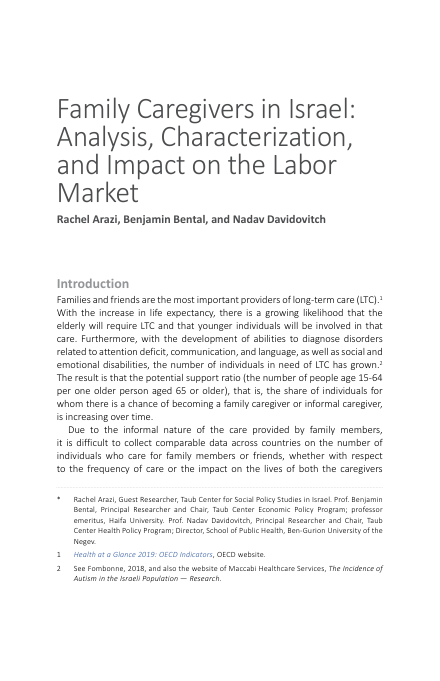 Family Caregivers in Israel:
Analysis, Characterization,
and Impact on the Labor
Market
Rachel Arazi, Benjamin Bental, and Nadav Davidovitch
Introduction
Families and friends are the most important providers of long-term care (LTC).1
With the increase in life expectancy, there is a growing likelihood that the
elderly will require LTC and that younger individuals will be involved in that
care. Furthermore, with the development of abilities to diagnose disorders
related to attention deficit, communication, and language, as well as social and
emotional disabilities, the number of individuals in need of LTC has grown.2
The result is that the potential support ratio (the number of people age 15-64
per one older person aged 65 or older), that is, the share of individuals for
whom there is a chance of becoming a family caregiver or informal caregiver,
is increasing over time.
Due to the informal nature of the care provided by family members,
it is difficult to collect comparable data across countries on the number of
individuals who care for family members or friends, whether with respect
to the frequency of care or the impact on the lives of both the caregivers
* Rachel Arazi, Guest Researcher, Taub Center for Social Policy Studies in Israel. Prof. Benjamin
Bental, Principal Researcher and Chair, Taub Center Economic Policy Program; professor
emeritus, Haifa University. Prof. Nadav Davidovitch, Principal Researcher and Chair, Taub
Center Health Policy Program; Director, School of Public Health, Ben-Gurion University of the
Negev.
1 Health at a Glance 2019: OECD Indicators, OECD website.
2 See Fombonne, 2018, and also the website of Maccabi Healthcare Services, The Incidence of
Autism in the Israeli Population — Research.